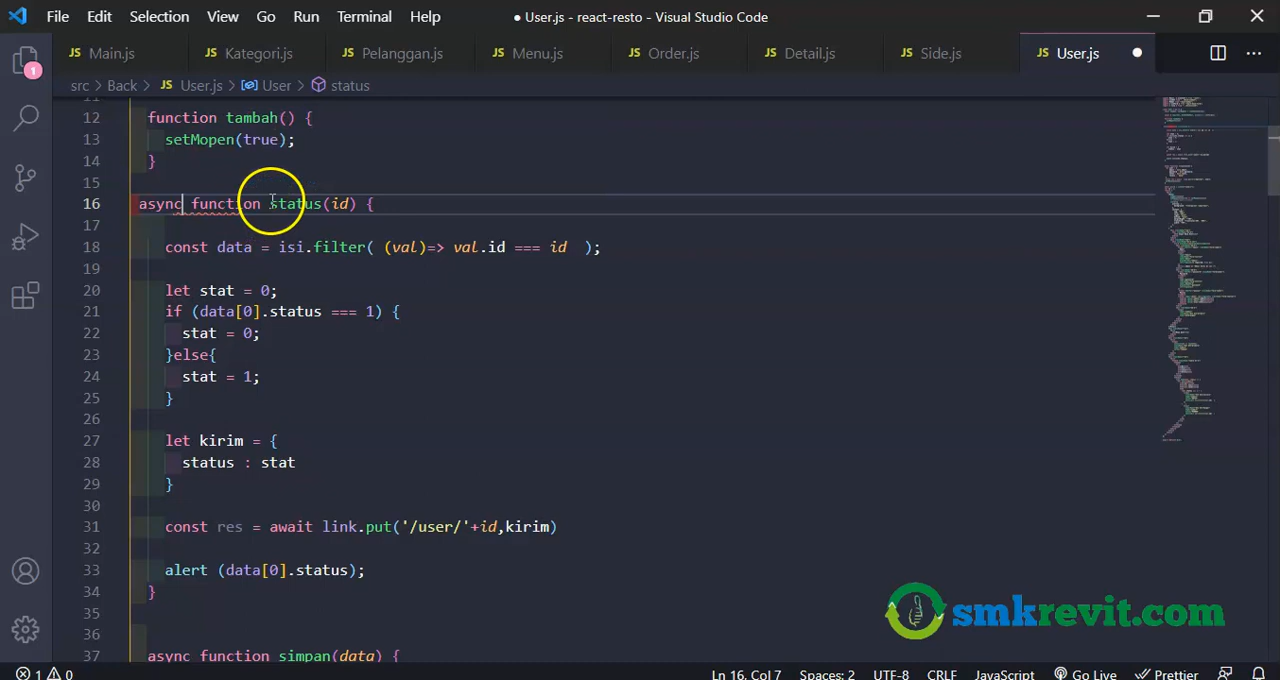 File Edit Selection View Go Run Terminal Help ● User.js - react-resto - Visual Studio Code
JS Main.js JS Kategori.js JS Pelanggan.js JS Menu.js JS Order.js JS Detail.js JS Side.js JS User.js
1
src > Back > JS User.js > User > status
12 function tambah() {
13 setMopen(true);
14 }
15
16 async function status(id) {
17
18 const data = isi.filter( (val)=> val.id === id );
19
20 let stat = 0;
21 if (data[0].status === 1) {
22 stat = 0;
23 }else{
24 stat = 1;
25 }
26
27 let kirim = {
28 status : stat
29 }
30
31 const res = await link.put('/user/'+id,kirim)
32
33 alert (data[0].status);
34 }
35
36
37 async function simpan(data) {
smkrevit.com
1 0 Ln 16, Col 7 Spaces: 2 UTF-8 CRLF JavaScript Go Live Prettier